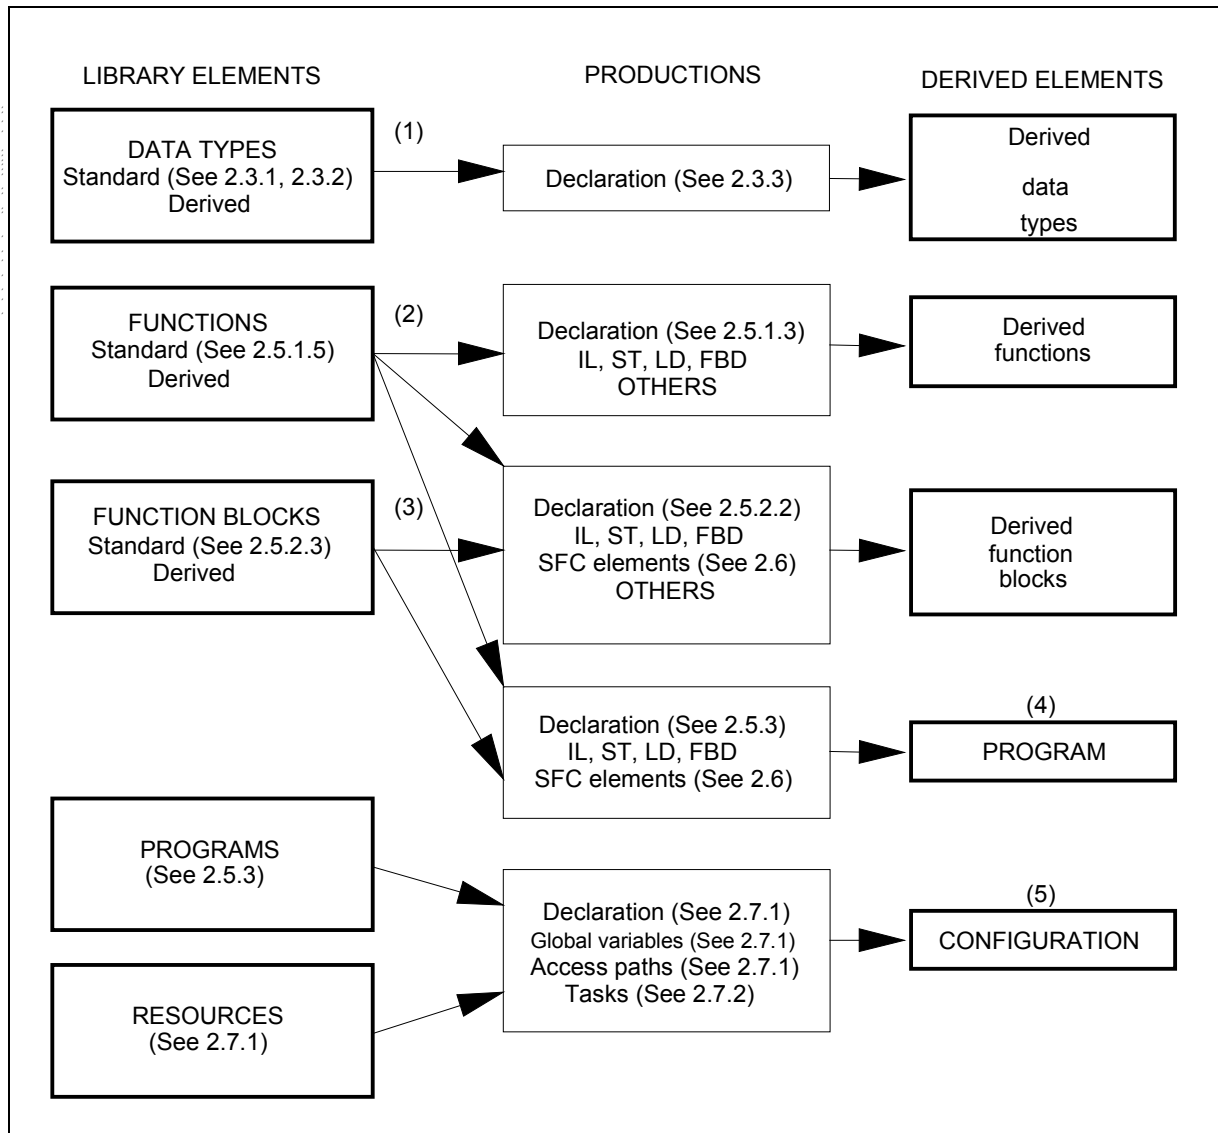 LIBRARY ELEMENTS
PRODUCTIONS
DERIVED ELEMENTS
DATA TYPES
Standard (See 2.3.1, 2.3.2)
Derived
(1)
Declaration (See 2.3.3)
Derived
data
types
FUNCTIONS
Standard (See 2.5.1.5)
Derived
(2)
Declaration (See 2.5.1.3)
IL, ST, LD, FBD
OTHERS
Derived
functions
FUNCTION BLOCKS
Standard (See 2.5.2.3)
Derived
(3)
Declaration (See 2.5.2.2)
IL, ST, LD, FBD
SFC elements (See 2.6)
OTHERS
Derived
function
blocks
Declaration (See 2.5.3)
IL, ST, LD, FBD
SFC elements (See 2.6)
(4)
PROGRAM
PROGRAMS
(See 2.5.3)
Declaration (See 2.7.1)
Global variables (See 2.7.1)
Access paths (See 2.7.1)
Tasks (See 2.7.2)
(5)
CONFIGURATION
RESOURCES
(See 2.7.1)